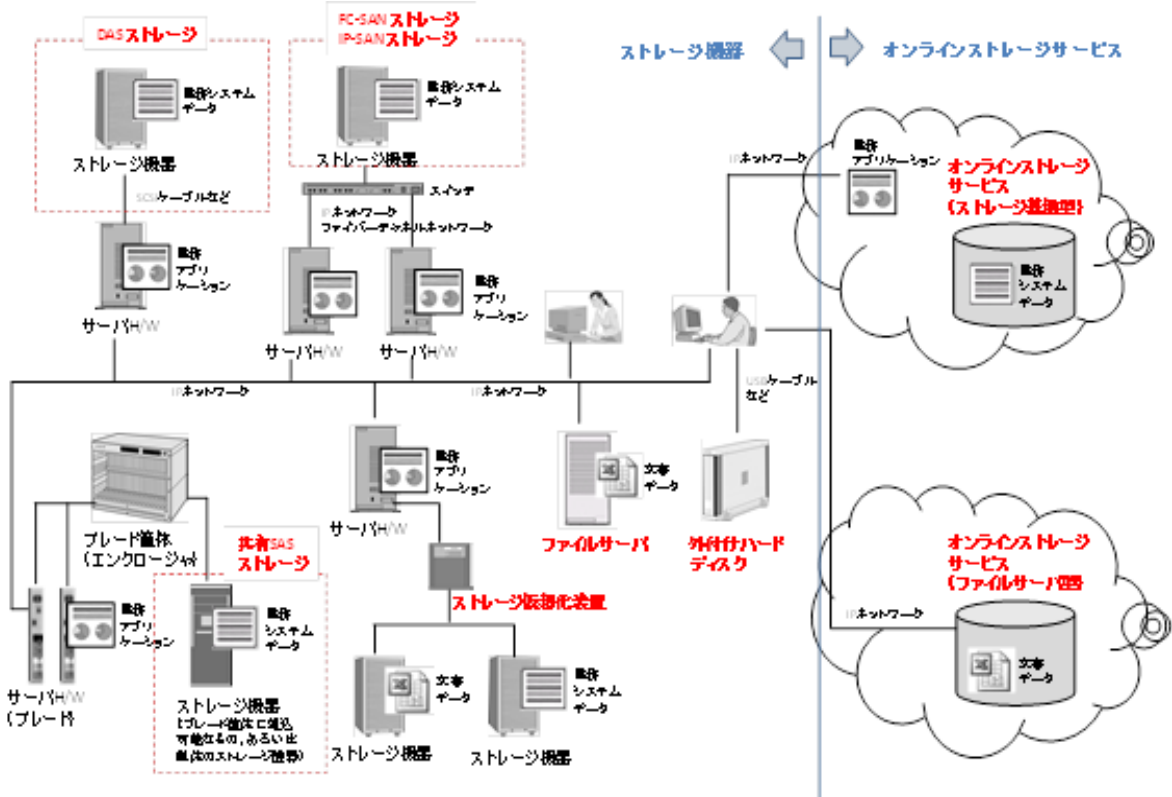 DASストレージ
業務システム
データ
ストレージ機器
SCSIケーブルなど
業務
アプリ
ケーション
サーバH/W
FC-SANストレージ
IP-SANストレージ
業務システム
データ
ストレージ機器
スイッチ
IPネットワーク
ファイバーチャネルネットワーク
業務
アプリ
ケーション
サーバH/W
サーバH/W
ストレージ機器
オンラインストレージサービス
IPネットワーク
業務
アプリケーション
オンラインストレージ
サービス
業務
システム
データ
IPネットワーク
IPネットワーク
USBケーブル
など
ブレード筐体
(エンクロージャ)
共有SAS
ストレージ
業務
アプリ
ケーション
サーバH/W
(ブレード)
業務
システム
データ
ストレージ機器
業務
アプリ
ケーション
サーバH/W
ストレージ仮想化装置
文書
データ
ストレージ機器
業務
システム
データ
ストレージ機器
文書
データ
ファイルサーバ
外付けハード
ディスク
オンラインストレージ
サービス
(ファイルサーバ型)
IPネットワーク
文書
データ